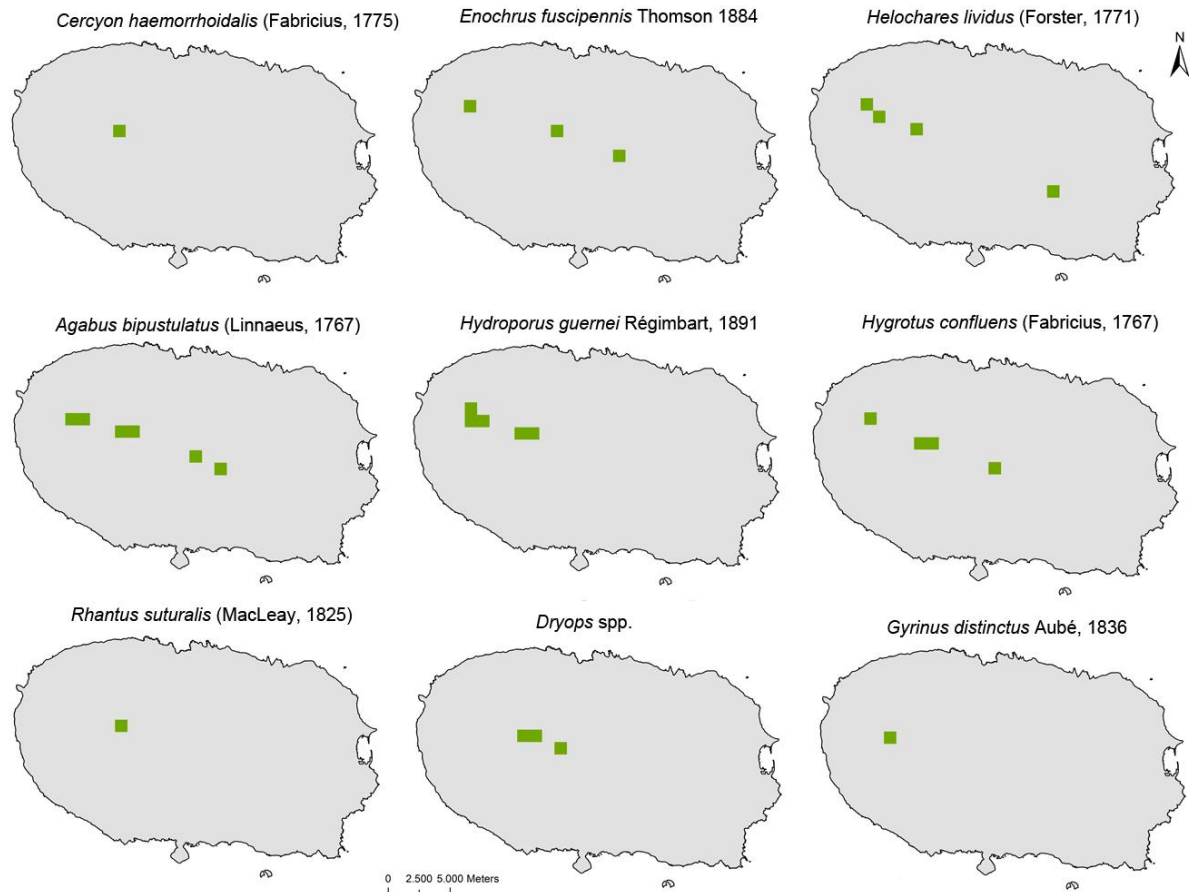 Cercyon haemorrhoidalis (Fabricius, 1775)
Enochrus fuscipennis Thomson 1884
Helochares lividus (Forster, 1771)
N
Agabus bipustulatus (Linnaeus, 1767)
Hydroporus guernei Régimbart, 1891
Hygrotus confluens (Fabricius, 1767)
Rhantus suturalis (MacLeay, 1825)
Dryops spp.
Gyrinus distinctus Aubé, 1836
0 2.500 5.000 Meters